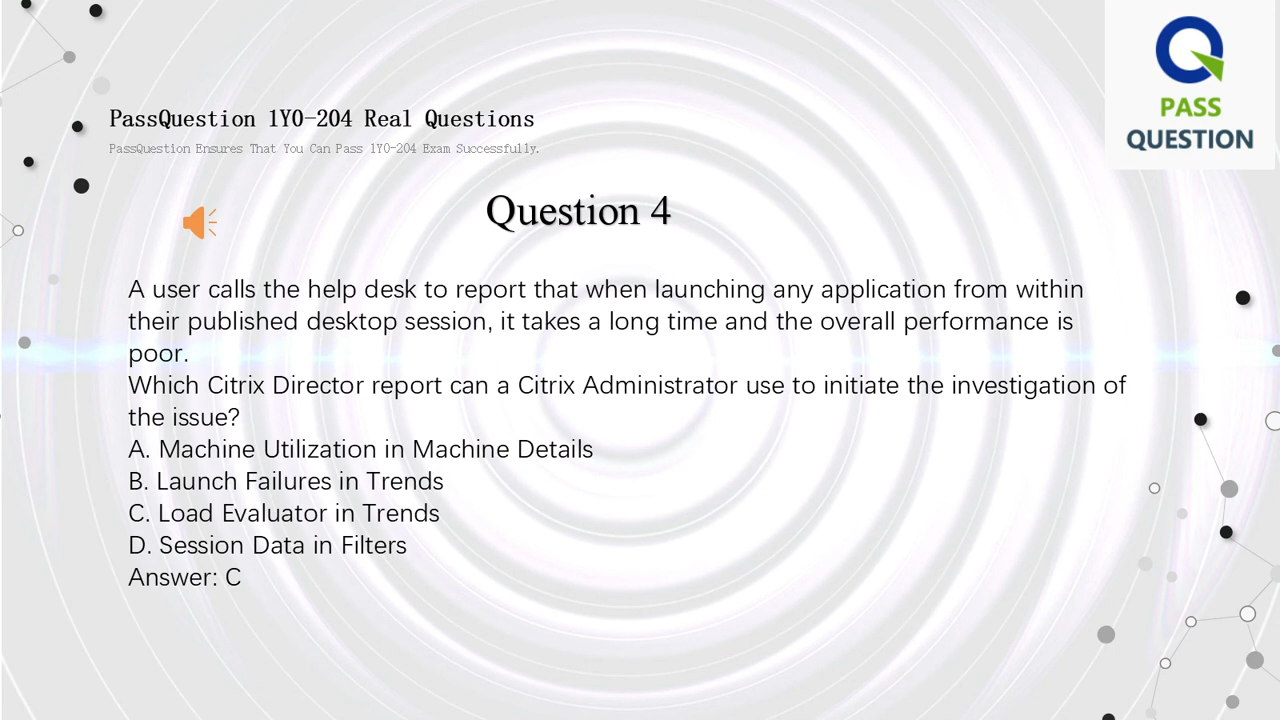 PASS
QUESTION
PassQuestion 1Y0-204 Real Questions
PassQuestion Ensures That You Can Pass 1Y0-204 Exam Successfully.
Question 4
A user calls the help desk to report that when launching any application from within
their published desktop session, it takes a long time and the overall performance is
poor.
Which Citrix Director report can a Citrix Administrator use to initiate the investigation of
the issue?
A. Machine Utilization in Machine Details
B. Launch Failures in Trends
C. Load Evaluator in Trends
D. Session Data in Filters
Answer: C